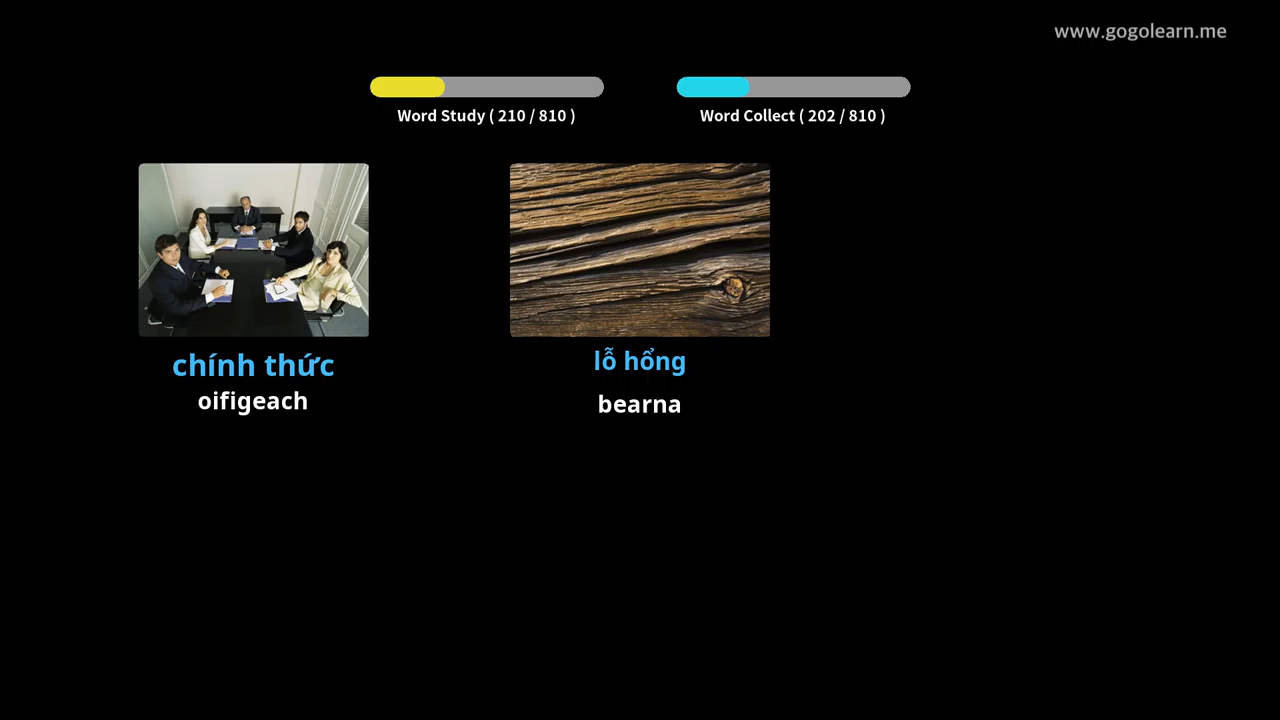 www.gogolearn.me
Word Study ( 210 / 810 )
Word Collect ( 202 / 810 )
chính thức
oifigeach
lỗ hổng
bearna